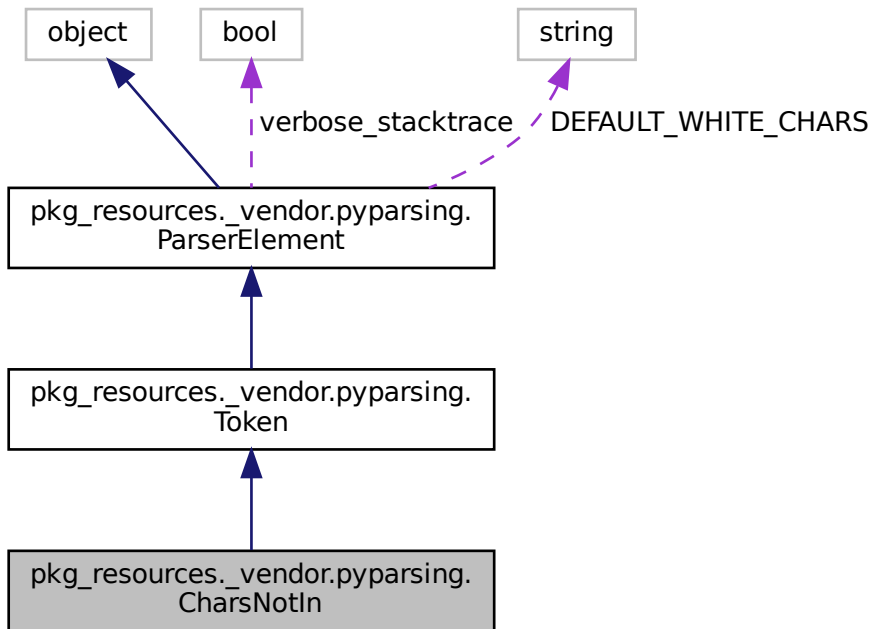 object
bool
string
verbose_stacktrace
DEFAULT_WHITE_CHARS
pkg_resources._vendor.pyparsing.
ParserElement
pkg_resources._vendor.pyparsing.
Token
pkg_resources._vendor.pyparsing.
CharsNotIn